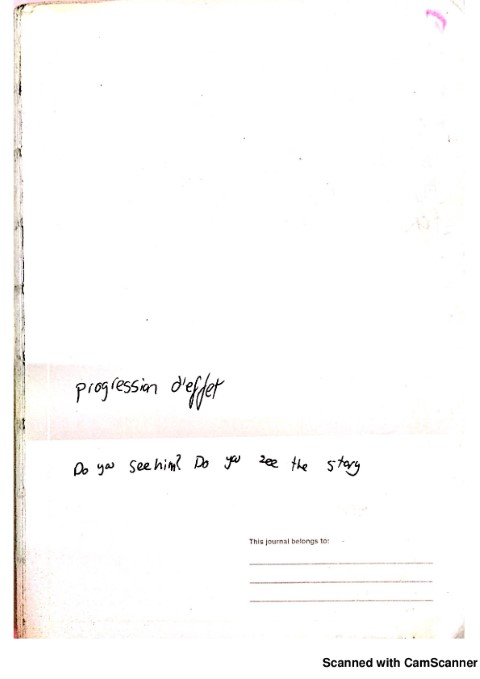 progression d'effet
Do you see him? Do you see the story
This journal belongs to:
Scanned with CamScanner